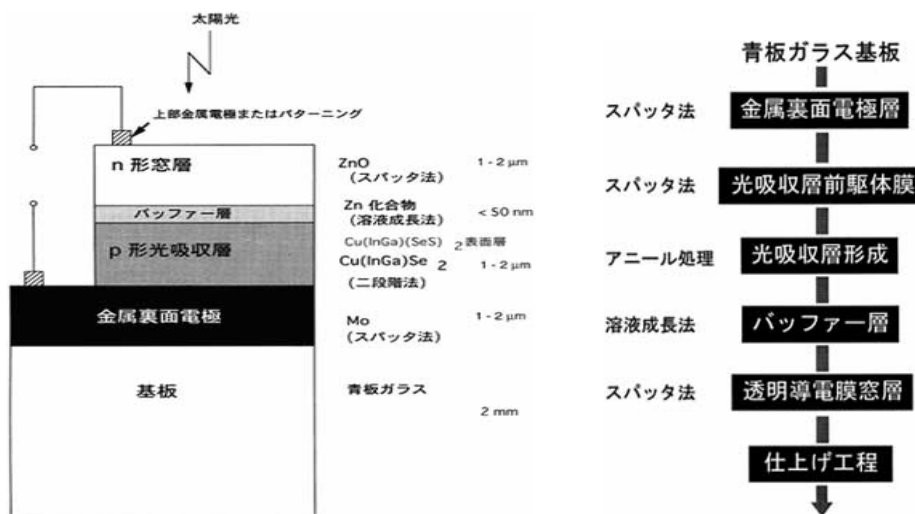 太陽光
上部金属電極またはパターニング
n 形窓層
ZnO
(スパッタ法)
1 - 2 μm
バッファー層
Zn 化合物
(溶液成長法)
< 50 nm
p 形光吸収層
Cu(InGa)(SeS) 2 表面層
Cu(InGa)Se 2
(二段階法)
1 - 2 μm
金属裏面電極
Mo
(スパッタ法)
1 - 2 μm
基板
青板ガラス
2 mm
青板ガラス基板
スパッタ法
金属裏面電極層
スパッタ法
光吸収層前駆体膜
アニール処理
光吸収層形成
溶液成長法
バッファー層
スパッタ法
透明導電膜窓層
仕上げ工程